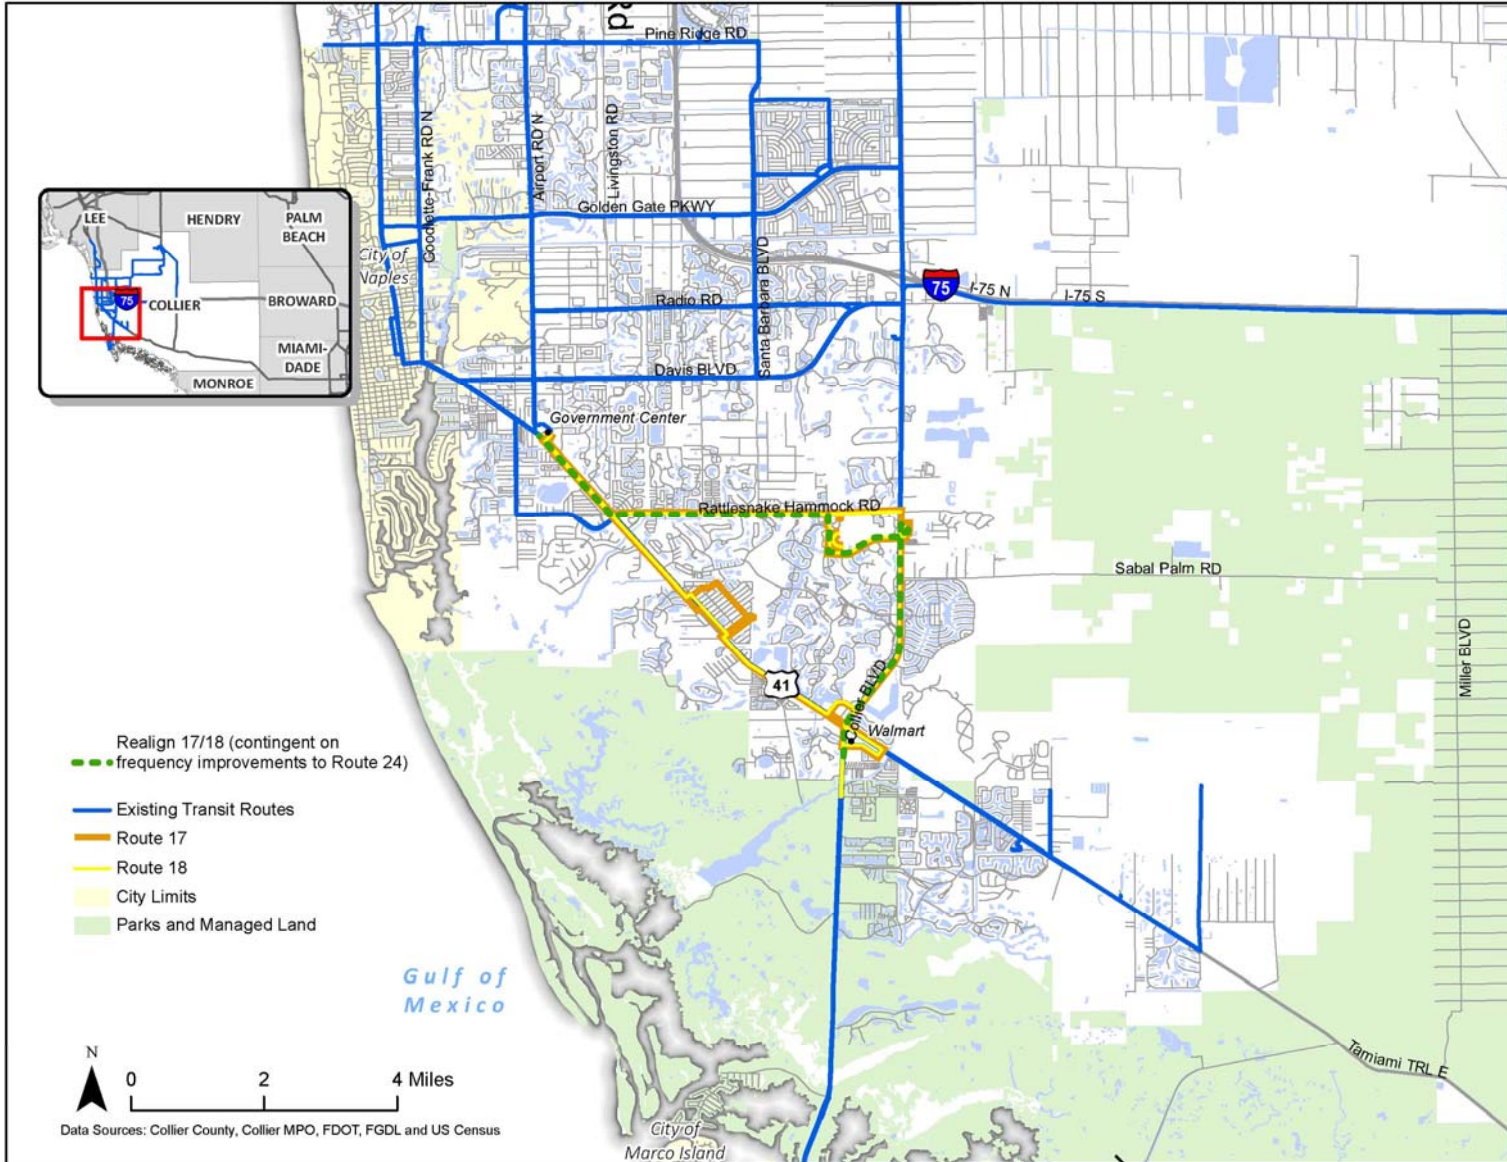 Rd
Pine Ridge RD
Goodlette-Frank RD N
Airport RD N
Livingston RD
Golden Gate PKWY
City of
Naples
Santa Barbara BLVD
Radio RD
75
I-75 N
I-75 S
Davis BLVD
Government Center
Rattlesnake Hammock RD
Sabal Palm RD
Miller BLVD
41
Collier BLVD
Walmart
Tamiami TRL E
LEE
HENDRY
PALM
BEACH
75
COLLIER
BROWARD
MIAMI-
DADE
MONROE
Realign 17/18 (contingent on
frequency improvements to Route 24)
Existing Transit Routes
Route 17
Route 18
City Limits
Parks and Managed Land
Gulf of
Mexico
N
0 2 4 Miles
Data Sources: Collier County, Collier MPO, FDOT, FGDL and US Census
City of
Marco Island